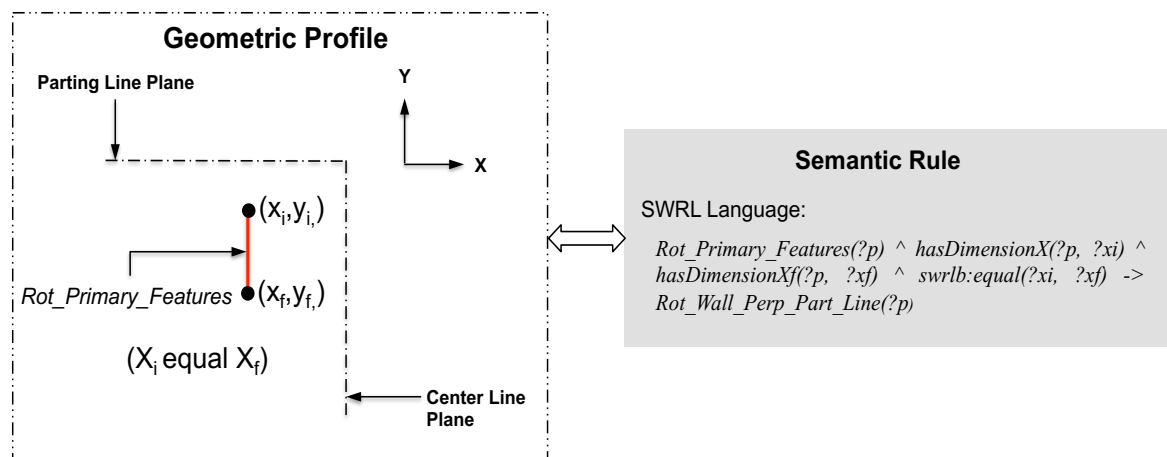 Geometric Profile
Parting Line Plane
Y
X
(xi,yi,)
Rot_Primary_Features
(xf,yf,)
(Xi equal Xf)
Center Line
Plane
Semantic Rule
SWRL Language:
Rot_Primary_Features(?p) ^ hasDimensionX(?p, ?xi) ^
hasDimensionXf(?p, ?xf) ^ swrlb:equal(?xi, ?xf) ->
Rot_Wall_Perp_Part_Line(?p)